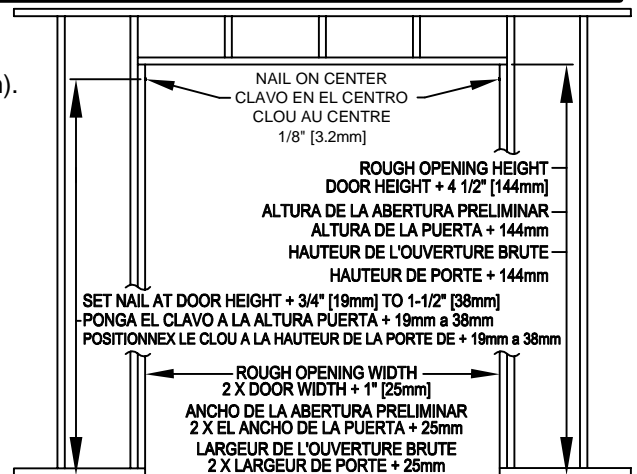 ).
NAIL ON CENTER
CLAVO EN EL CENTRO
CLOU AU CENTRE
1/8" [3.2mm]
ROUGH OPENING HEIGHT
DOOR HEIGHT + 4 1/2" [144mm]
ALTURA DE LA ABERTURA PRELIMINAR
ALTURA DE LA PUERTA + 144mm
HAUTEUR DE L'OUVERTURE BRUTE
HAUTEUR DE PORTE + 144mm
SET NAIL AT DOOR HEIGHT + 3/4" [19mm] TO 1-1/2" [38mm]
PONGA EL CLAVO A LA ALTURA PUERTA + 19mm a 38mm
POSITIONNEX LE CLOU A LA HAUTEUR DE LA PORTE DE + 19mm a 38mm
ROUGH OPENING WIDTH
2 X DOOR WIDTH + 1" [25mm]
ANCHO DE LA ABERTURA PRELIMINAR
2 X EL ANCHO DE LA PUERTA + 25mm
LARGEUR DE L'OUVERTURE BRUTE
2 X LARGEUR DE PORTE + 25mm